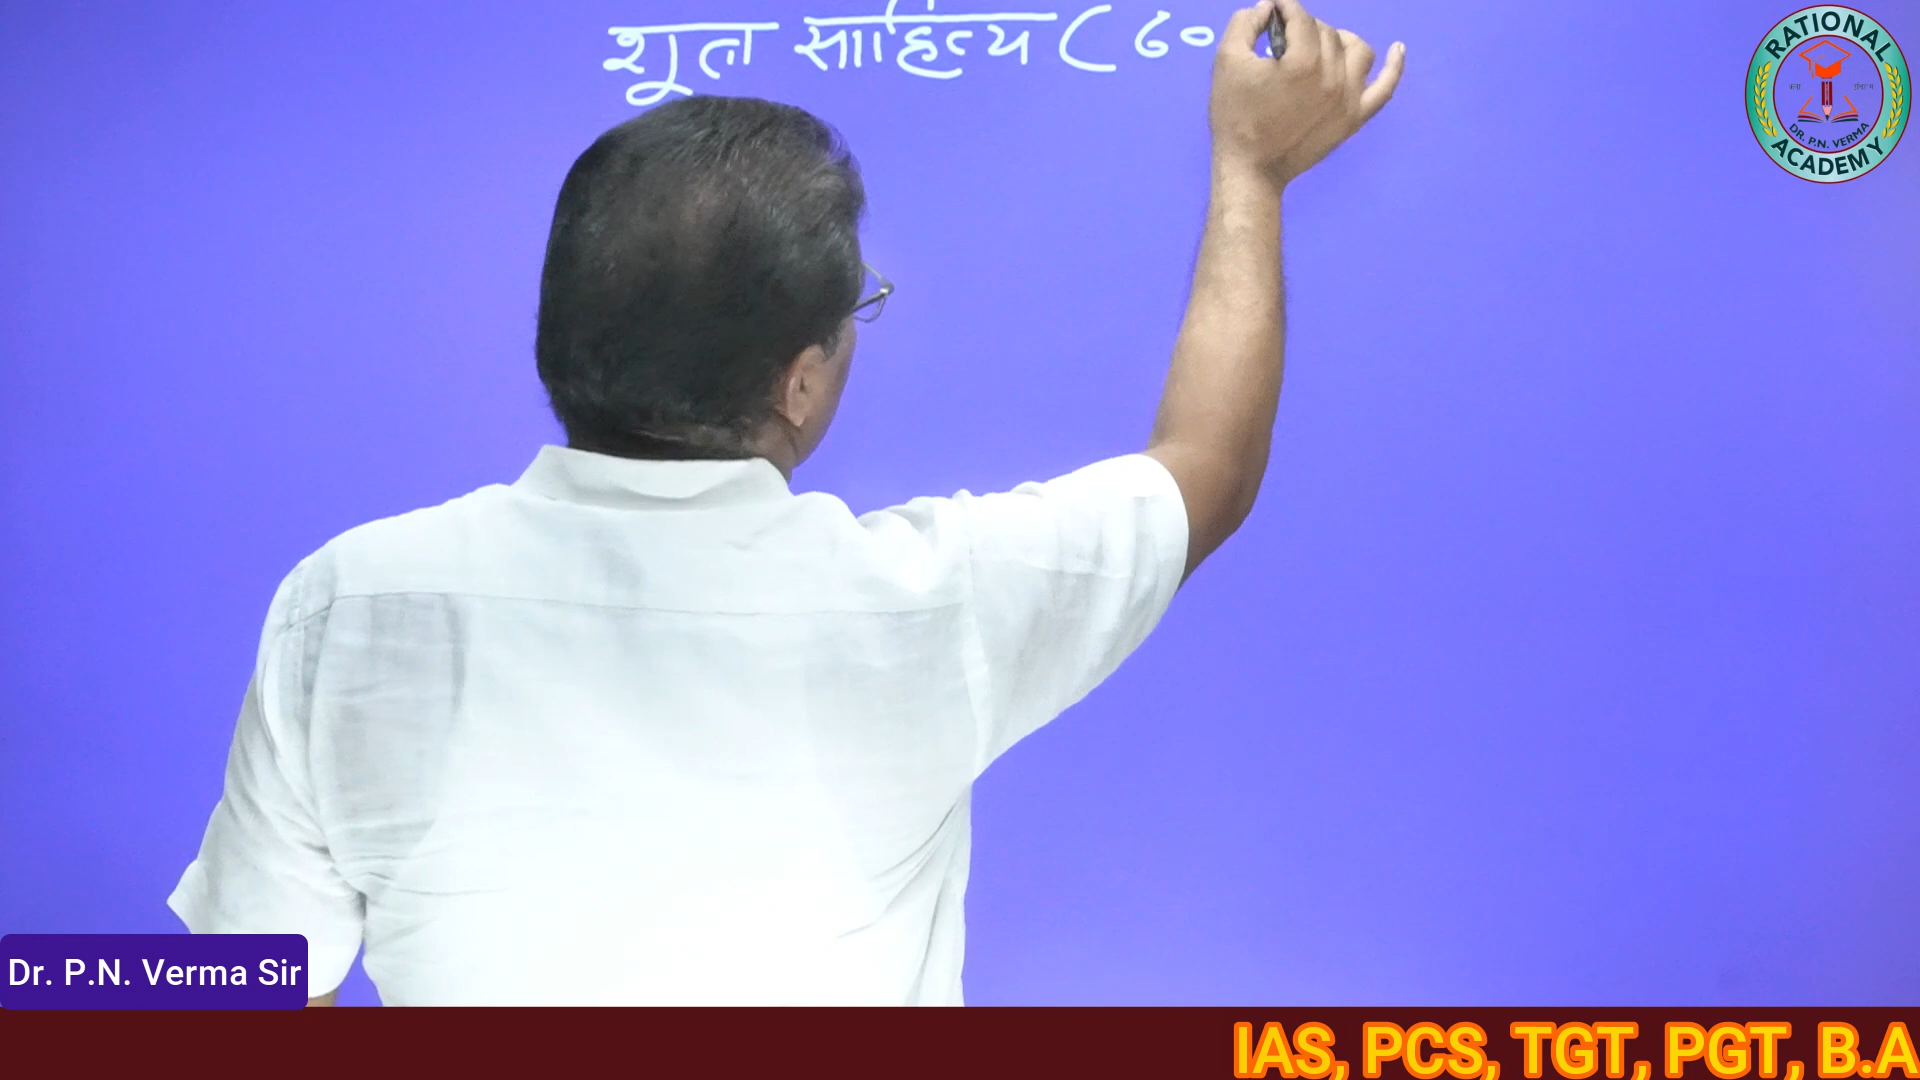 शूता साहित्य ( ६०
RATIONAL
DR. P.N. VERMA
ACADEMY
Dr. P.N. Verma Sir
IAS, PCS, TGT, PGT, B.A